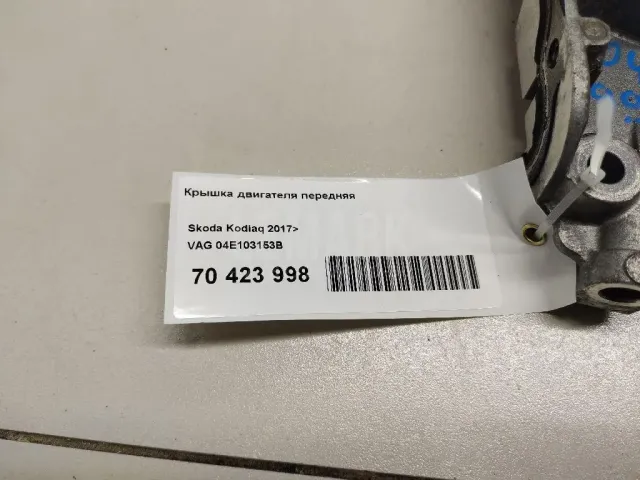 Крышка двигателя передняя
Skoda Kodiaq 2017>
VAG 04E103153B
70 423 998